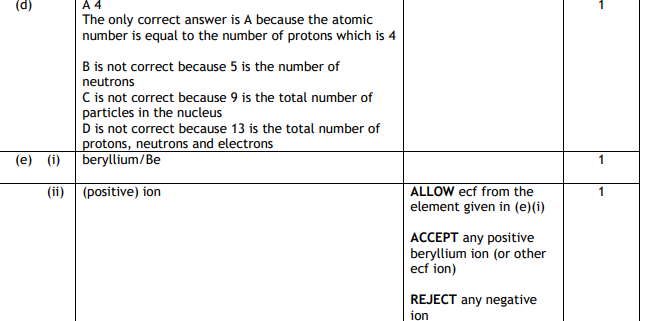 (d) A 4 1
The only correct answer is A because the atomic
number is equal to the number of protons which is 4
B is not correct because 5 is the number of
neutrons
C is not correct because 9 is the total number of
particles in the nucleus
D is not correct because 13 is the total number of
protons, neutrons and electrons
(e) (i) beryllium/Be 1
(ii) (positive) ion ALLOW ecf from the 1
element given in (e)(i)
ACCEPT any positive
beryllium ion (or other
ecf ion)
REJECT any negative
ion